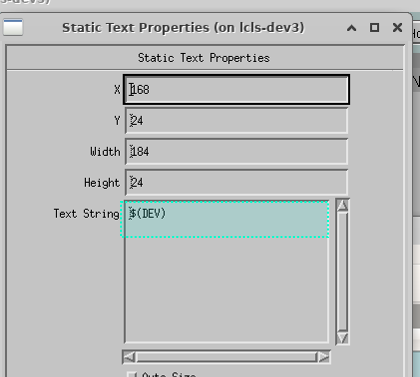 Static Text Properties (on lcls-dev3)
Static Text Properties
X 168
Y 24
Width 184
Height 24
Text String $(DEV)
Auto Size